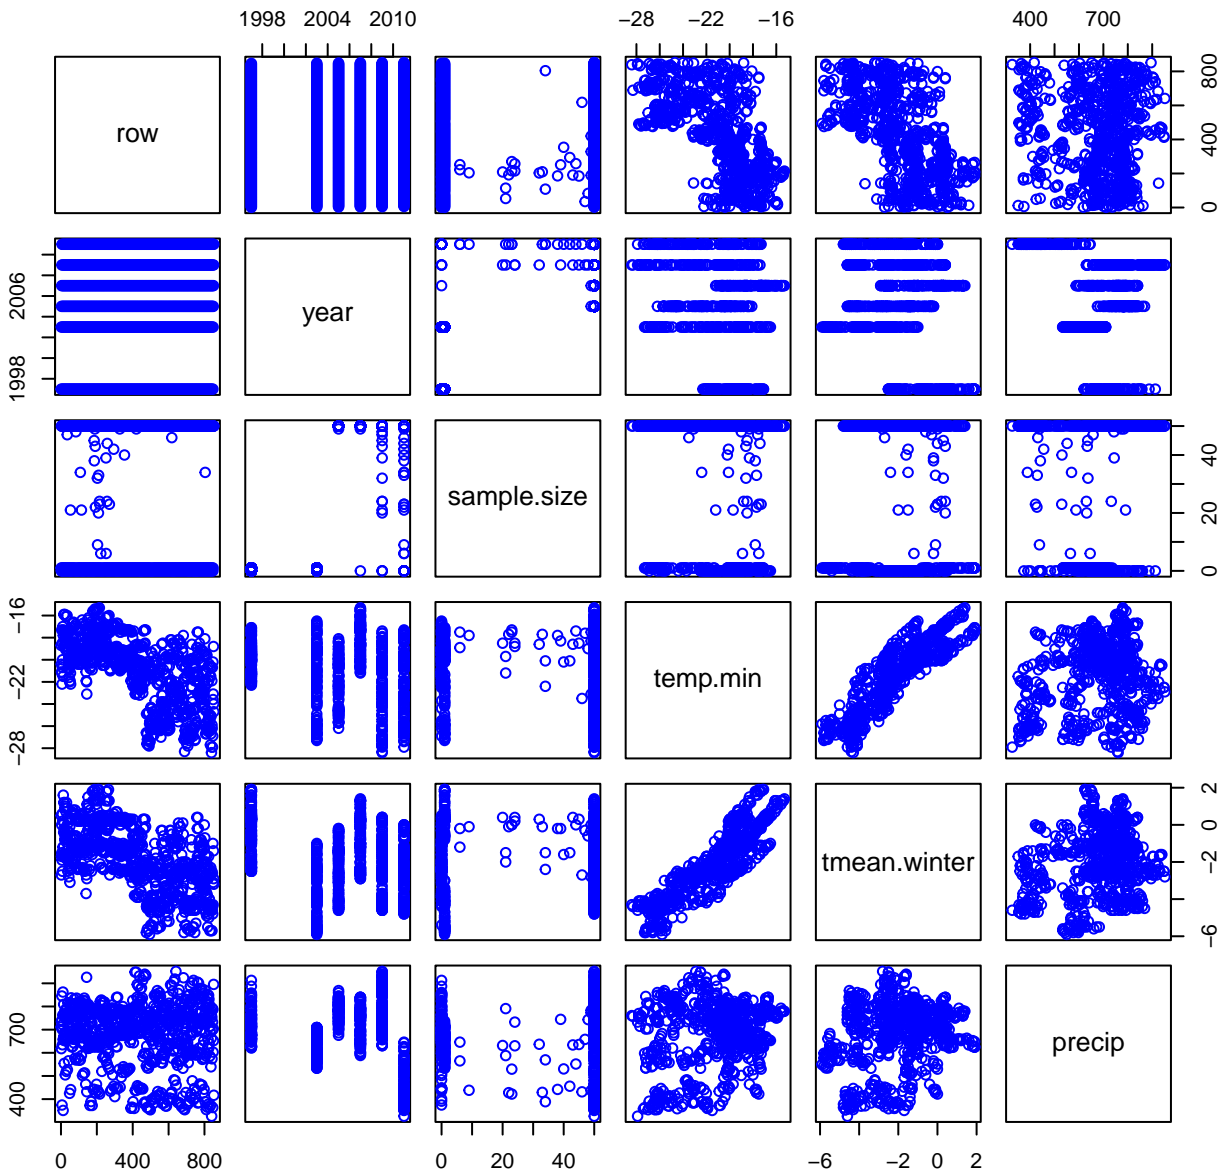 1998 2004 2010 -28 -22 -16 400 700
row 0 400 800
1998 2006 year
sample.size 0 20 40
-28 -22 -16 temp.min
tmean.winter -6 -2 0 2
400 700 precip
0 400 800 0 20 40 -6 -2 0 2